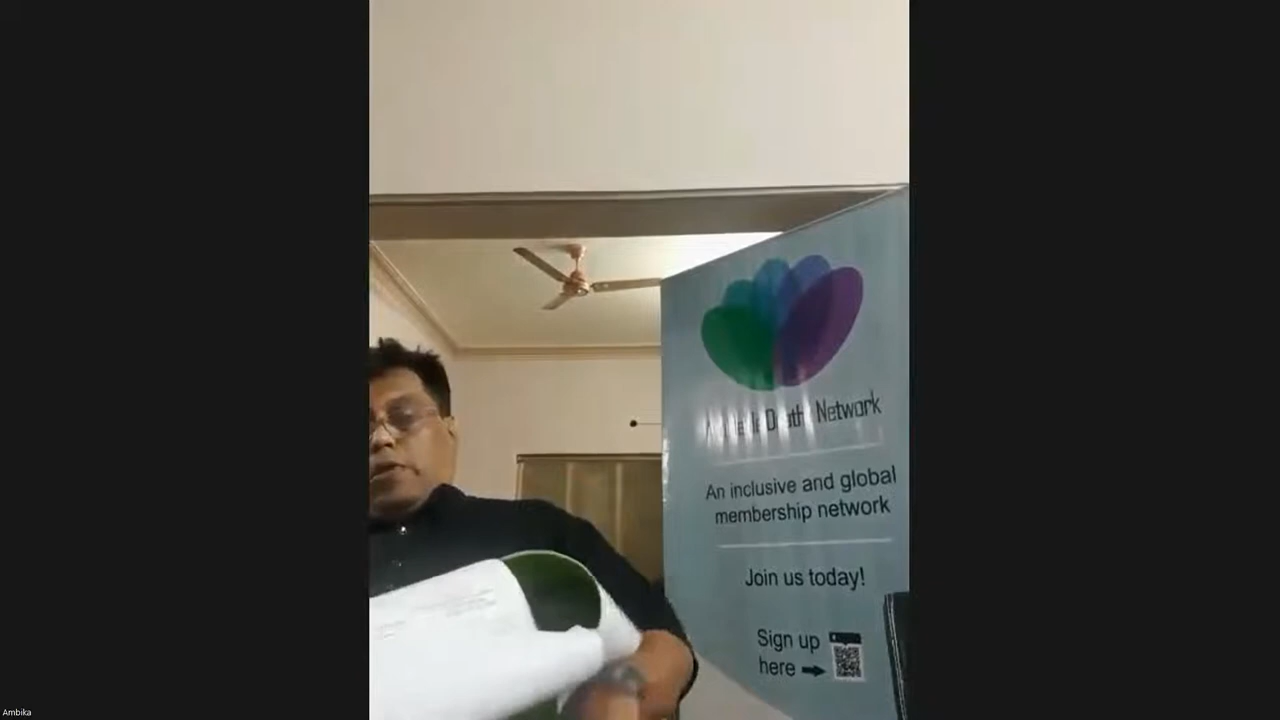 Network
An inclusive and global
membership network
Join us today!
Sign up
here
Ambika